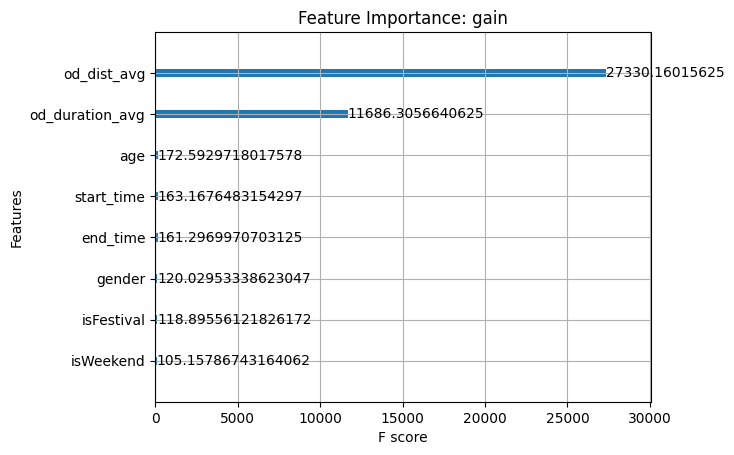 Feature Importance: gain
Features
od_dist_avg 27330.16015625
od_duration_avg 11686.3056640625
age 172.5929718017578
start_time 163.1676483154297
end_time 161.2969970703125
gender 120.02953338623047
isFestival 118.89556121826172
isWeekend 105.15786743164062
0 5000 10000 15000 20000 25000 30000
F score